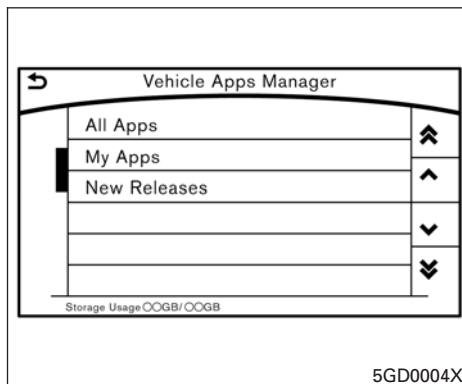 Vehicle Apps Manager
All Apps
My Apps
New Releases
Storage Usage○○GB/○○GB
5GD0004X